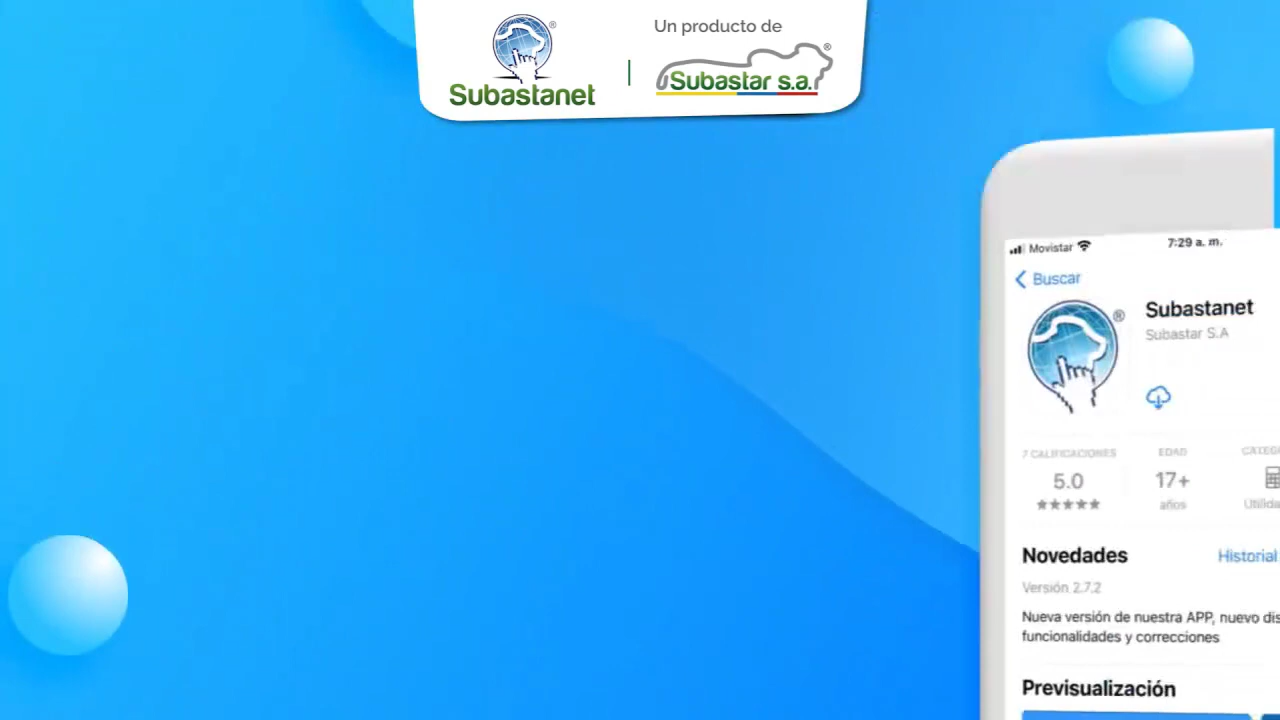 Subastanet
®
Un producto de
Subastar s.a.
®
Movistar
7:29 a. m.
Buscar
®
Subastanet
Subastar S.A
7 CALIFICACIONES
EDAD
5.0
17+
años
Novedades
Historial
Versión 2.7.2
Nueva versión de nuestra APP, nuevo
funcionalidades y correcciones
Previsualización